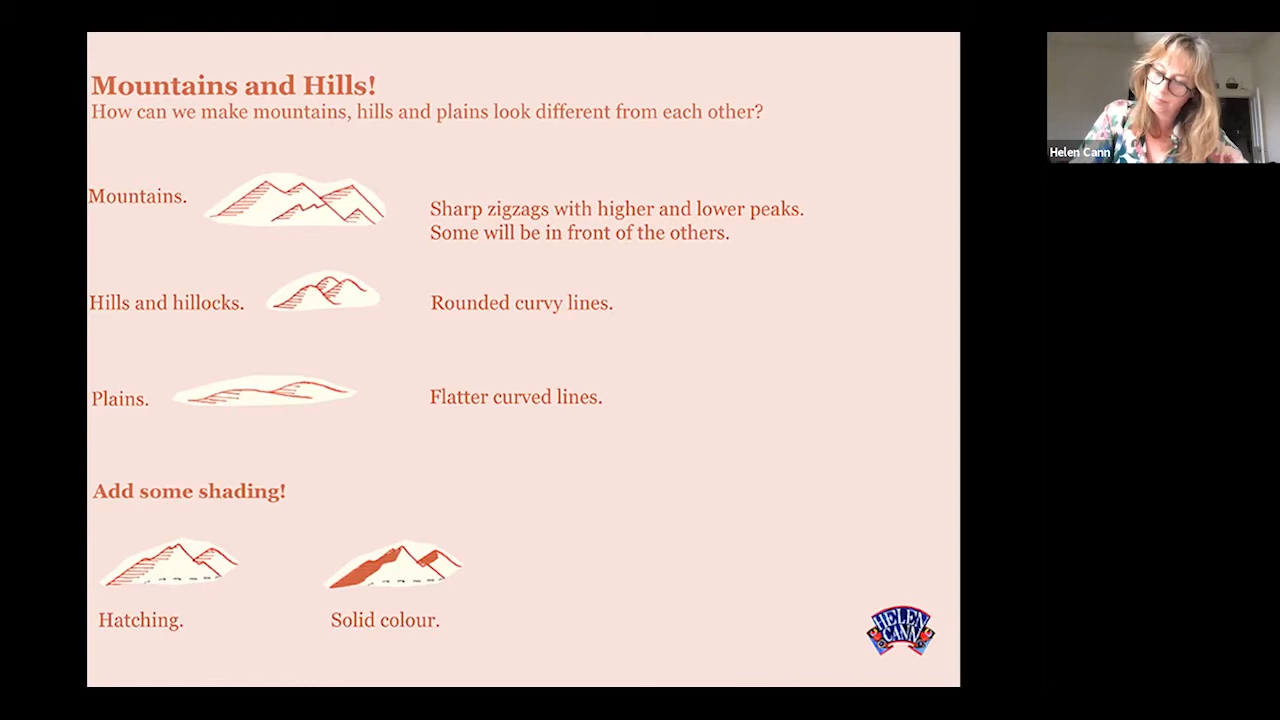 Mountains and Hills!
How can we make mountains, hills and plains look different from each other?
Mountains.
Sharp zigzags with higher and lower peaks.
Some will be in front of the others.
Hills and hillocks.
Rounded curvy lines.
Plains.
Flatter curved lines.
Add some shading!
Hatching.
Solid colour.
HELEN
CANN
Helen Cann